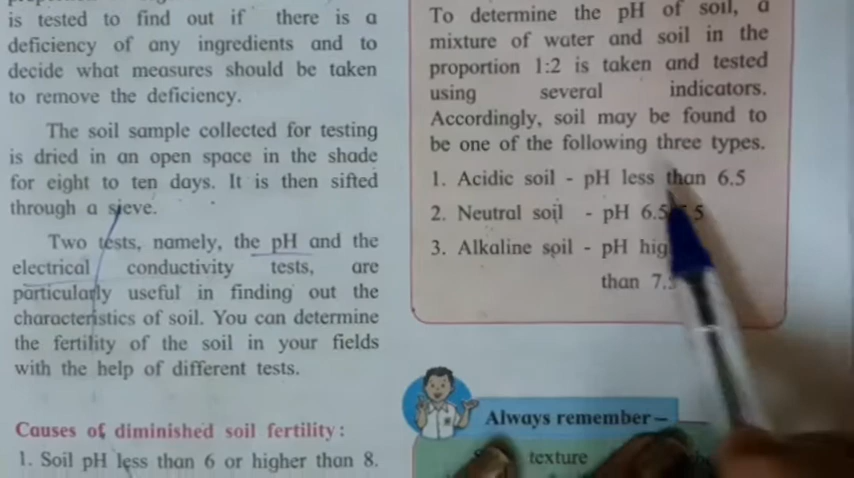 is tested to find out if there is a
deficiency of any ingredients and to
decide what measures should be taken
to remove the deficiency.
The soil sample collected for testing
is dried in an open space in the shade
for eight to ten days. It is then sifted
through a sieve.
Two tests, namely, the pH and the
electrical conductivity tests, are
particularly useful in finding out the
characteristics of soil. You can determine
the fertility of the soil in your fields
with the help of different tests.
Causes of diminished soil fertility :
1. Soil pH less than 6 or higher than 8.
To determine the pH of soil, a
mixture of water and soil in the
proportion 1:2 is taken and tested
using several indicators.
Accordingly, soil may be found to
be one of the following three types.
1. Acidic soil - pH less than 6.5
2. Neutral soil - pH 6.5
3. Alkaline soil - pH
than
Always remember –
texture